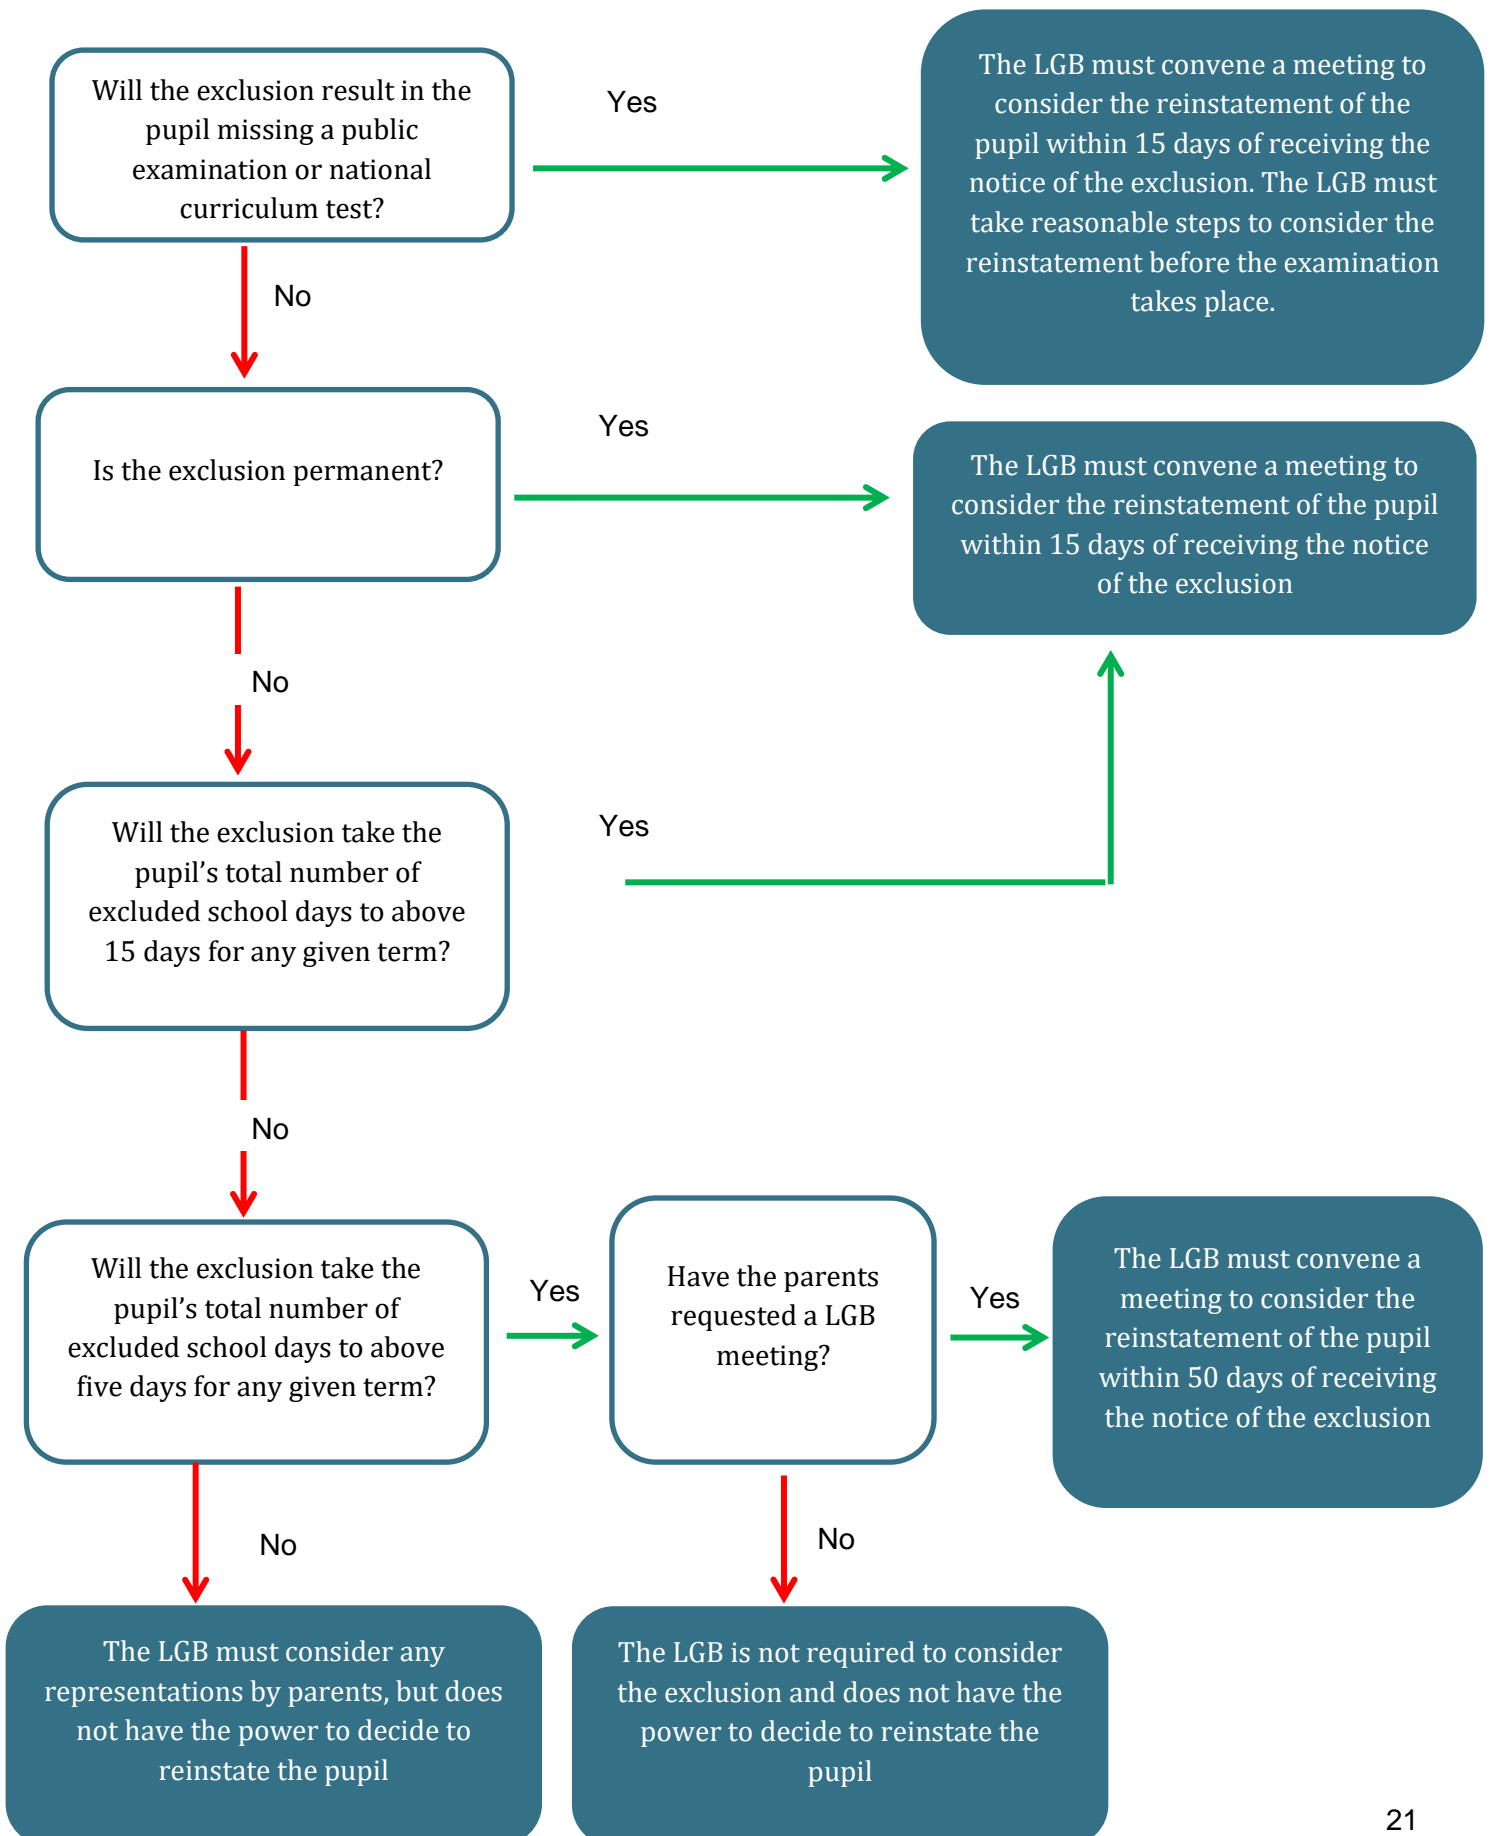 Will the exclusion result in the
pupil missing a public
examination or national
curriculum test?
Yes
The LGB must convene a meeting to
consider the reinstatement of the
pupil within 15 days of receiving the
notice of the exclusion. The LGB must
take reasonable steps to consider the
reinstatement before the examination
takes place.
No
Is the exclusion permanent?
Yes
The LGB must convene a meeting to
consider the reinstatement of the pupil
within 15 days of receiving the notice
of the exclusion
No
Will the exclusion take the
pupil’s total number of
excluded school days to above
15 days for any given term?
Yes
No
Will the exclusion take the
pupil’s total number of
excluded school days to above
five days for any given term?
Yes
Have the parents
requested a LGB
meeting?
Yes
The LGB must convene a
meeting to consider the
reinstatement of the pupil
within 50 days of receiving
the notice of the exclusion
No
No
The LGB must consider any
representations by parents, but does
not have the power to decide to
reinstate the pupil
The LGB is not required to consider
the exclusion and does not have the
power to decide to reinstate the
pupil
21